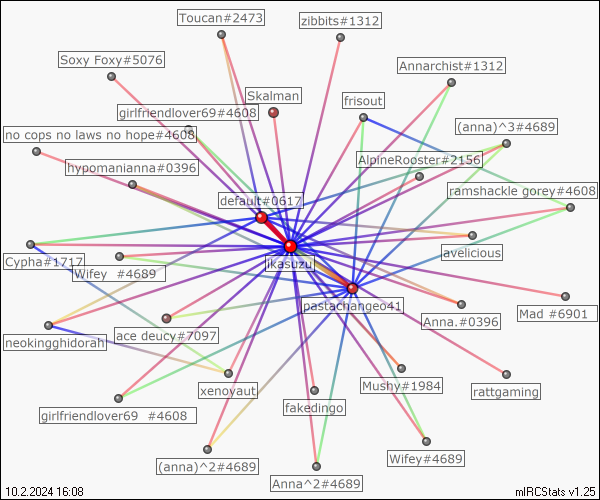 Toucan#2473
zibbits#1312
Soxy Foxy#5076
Annarchist#1312
Skalman
frisout
girlfriendlover69#4608
(anna)^3#4689
no cops no laws no hope#4608
AlpineRooster#2156
hypomanianna#0396
ramshackle gorey#4608
default#0617
avelicious
Cypha#1717
Wifey  #4689
ikasuzu
pastachangeo41
Anna.#0396
Mad #6901
neokingghidorah
ace deucy#7097
xenoyaut
Mushy#1984
rattgaming
girlfriendlover69  #4608
fakedingo
(anna)^2#4689
Wifey#4689
Anna^2#4689
10.2.2024 16:08
mIRCStats v1.25